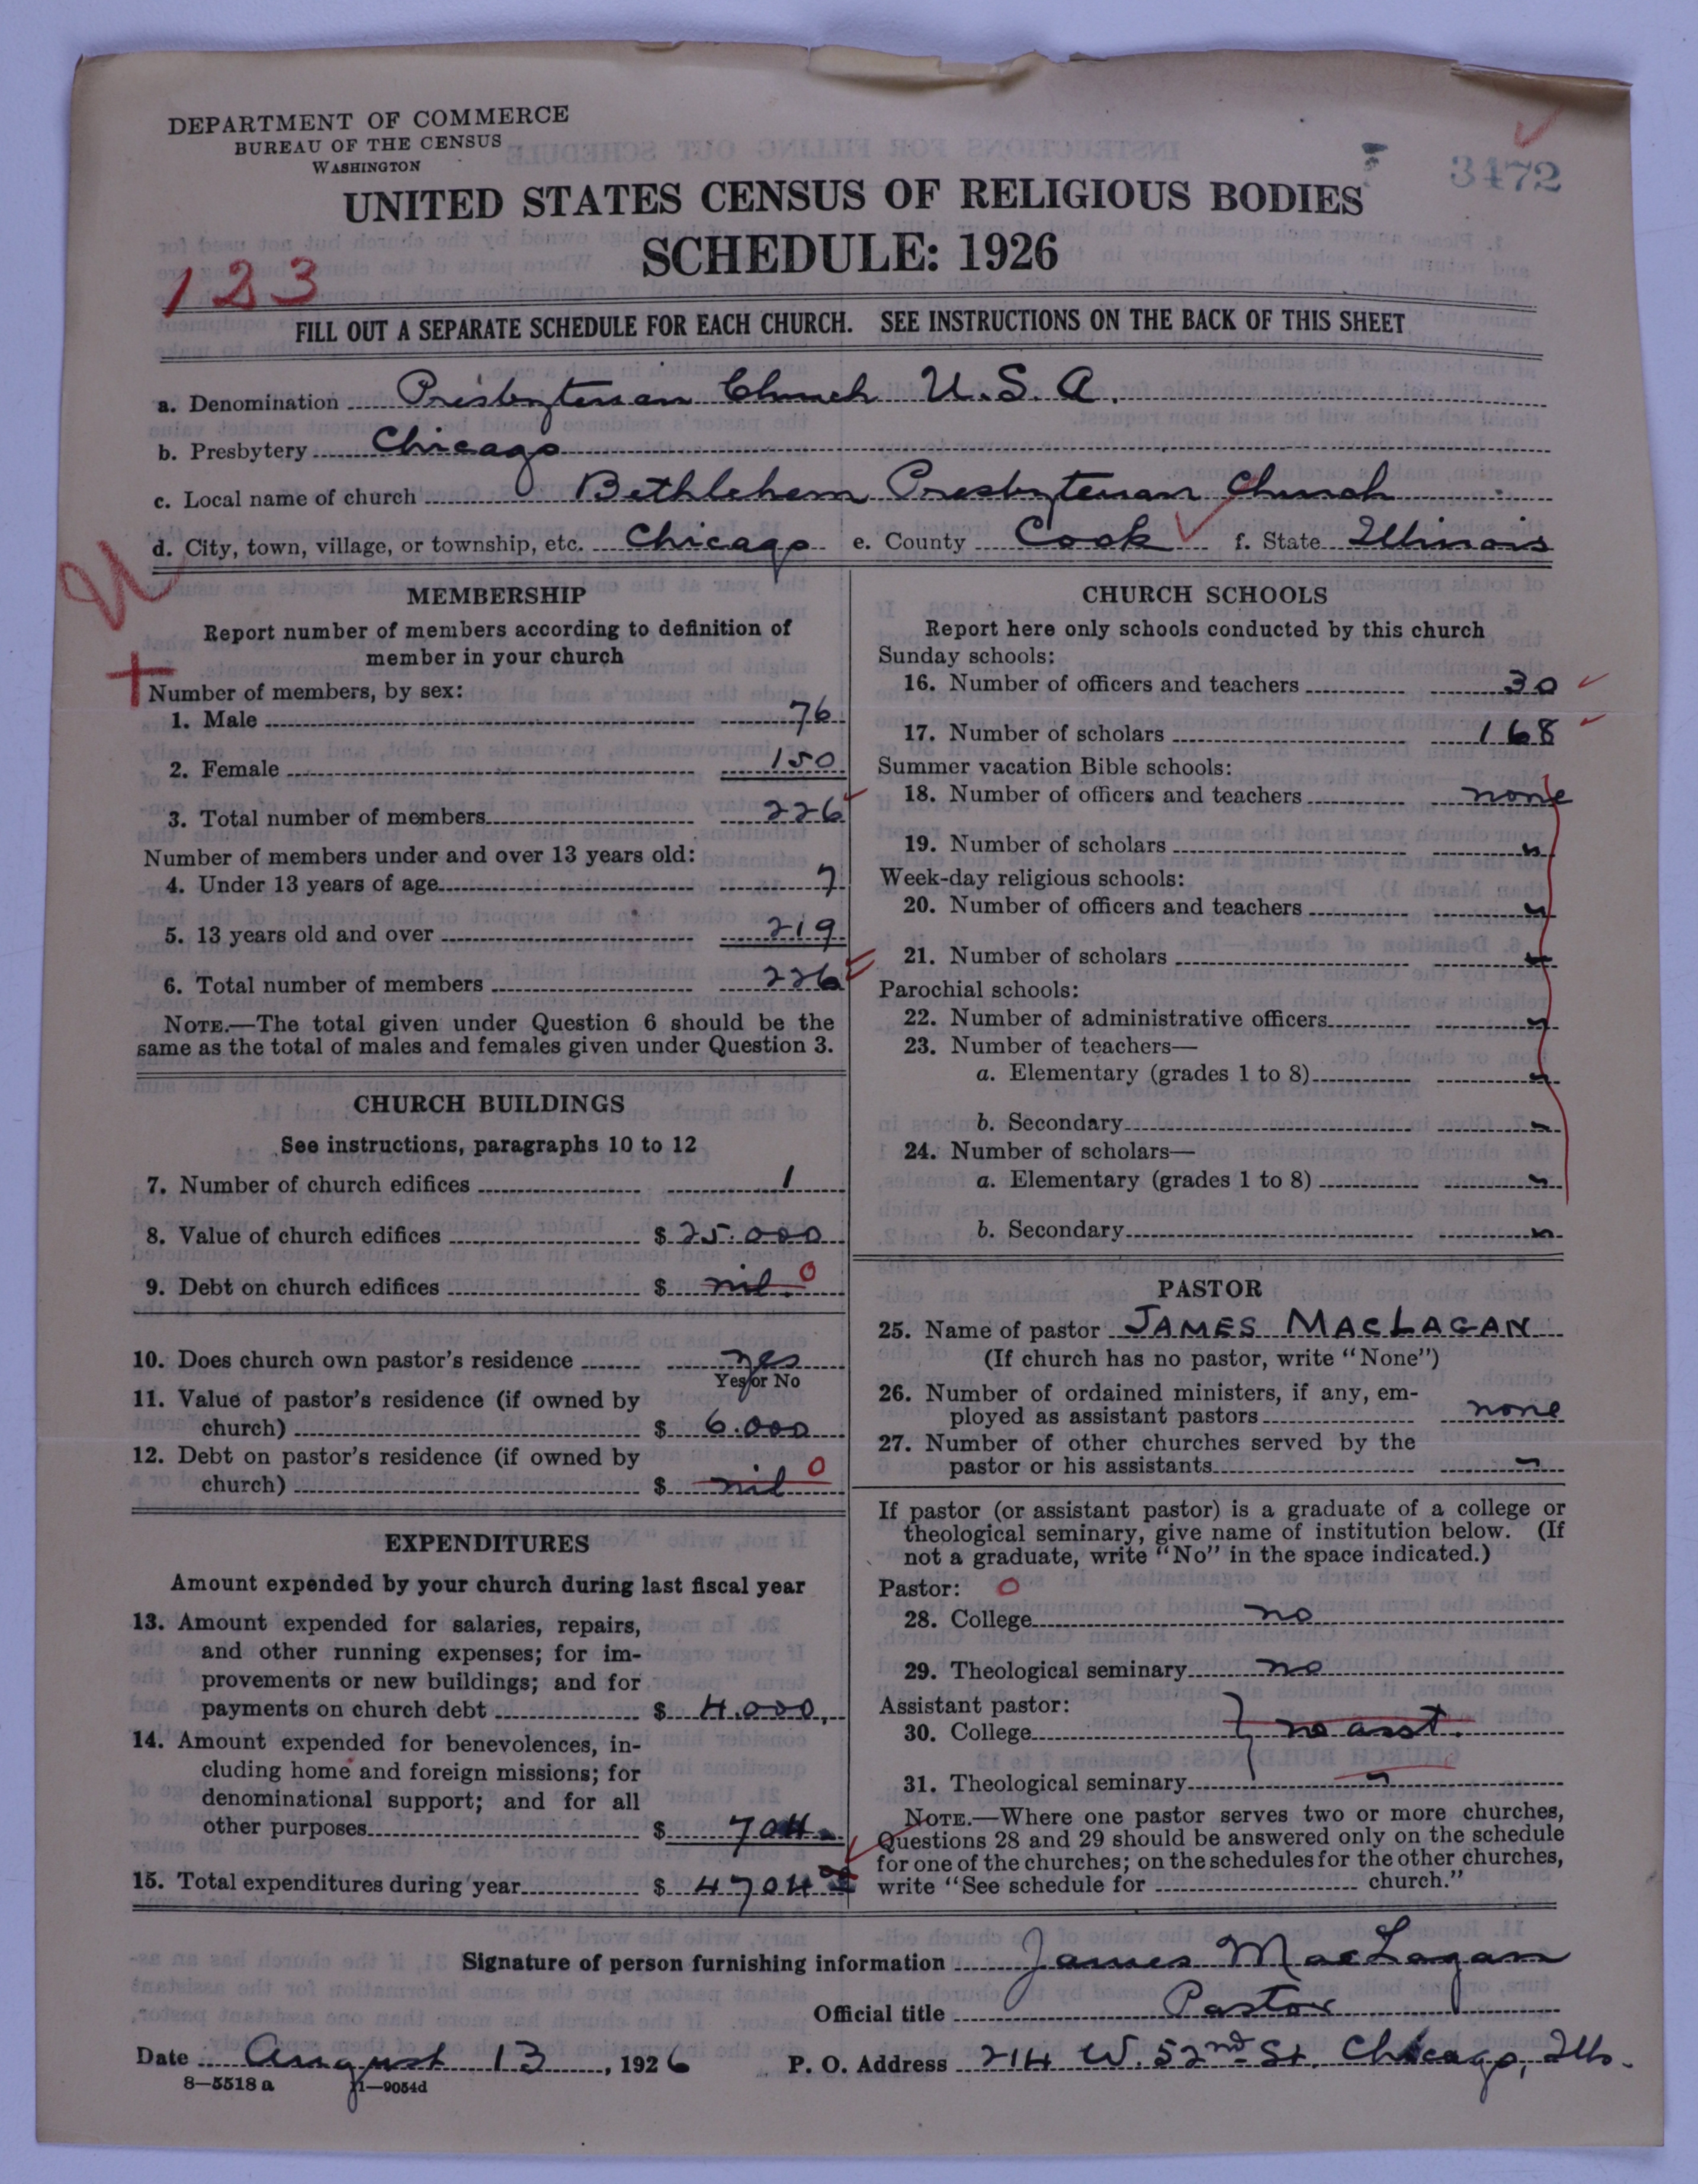 DEPARTMENT OF COMMERCE
BUREAU OF THE CENSUS
WASHINGTON
3472
UNITED STATES CENSUS OF RELIGIOUS BODIES
SCHEDULE: 1926
123
FILL OUT A SEPARATE SCHEDULE FOR EACH CHURCH. SEE INSTRUCTIONS ON THE BACK OF THIS SHEET
a. Denomination Presbyterian Church U.S.A.
b. Presbytery Chicago
c. Local name of church Bethlehem Presbyterian Church
d. City, town, village, or township, etc. Chicago e. County Cook f. State Illinois
MEMBERSHIP
Report number of members according to definition of
member in your church
Number of members, by sex:
1. Male 76
2. Female 150
3. Total number of members 226
Number of members under and over 13 years old:
4. Under 13 years of age 7
5. 13 years old and over 219
6. Total number of members 226
NOTE.—The total given under Question 6 should be the
same as the total of males and females given under Question 3.
CHURCH BUILDINGS
See instructions, paragraphs 10 to 12
7. Number of church edifices 1
8. Value of church edifices $ 25.000
9. Debt on church edifices $ nil. 0
10. Does church own pastor's residence yes
Yes or No
11. Value of pastor's residence (if owned by
church) $ 6.000
12. Debt on pastor's residence (if owned by
church) $ nil 0
EXPENDITURES
Amount expended by your church during last fiscal year
13. Amount expended for salaries, repairs,
and other running expenses; for im-
provements or new buildings; and for
payments on church debt $ 4.000,
14. Amount expended for benevolences, in-
cluding home and foreign missions; for
denominational support; and for all
other purposes $ 704
15. Total expenditures during year $ 4704
CHURCH SCHOOLS
Report here only schools conducted by this church
Sunday schools:
16. Number of officers and teachers 30
17. Number of scholars 168
Summer vacation Bible schools:
18. Number of officers and teachers none
19. Number of scholars "
Week-day religious schools:
20. Number of officers and teachers "
21. Number of scholars "
Parochial schools:
22. Number of administrative officers "
23. Number of teachers—
a. Elementary (grades 1 to 8) "
b. Secondary "
24. Number of scholars—
a. Elementary (grades 1 to 8) "
b. Secondary "
PASTOR
25. Name of pastor JAMES MACLAGAN
(If church has no pastor, write "None")
26. Number of ordained ministers, if any, em-
ployed as assistant pastors none
27. Number of other churches served by the
pastor or his assistants "
If pastor (or assistant pastor) is a graduate of a college or
theological seminary, give name of institution below. (If
not a graduate, write "No" in the space indicated.)
Pastor: 0
28. College no
29. Theological seminary no
Assistant pastor:
30. College } no asst.
31. Theological seminary "
NOTE.—Where one pastor serves two or more churches,
Questions 28 and 29 should be answered only on the schedule
for one of the churches; on the schedules for the other churches,
write "See schedule for church."
Signature of person furnishing information James MacLagan
Official title Pastor
Date August 13, 1926 P. O. Address 214 W. 52nd St. Chicago, Ills.
8—5518a 11—9054d